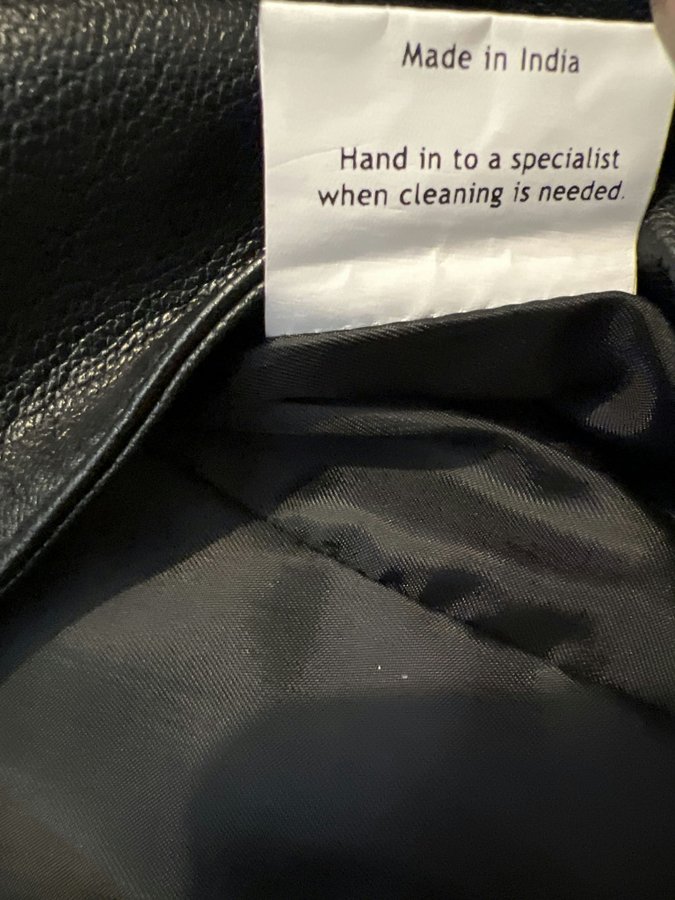 Made in India
Hand in to a specialist
when cleaning is needed.